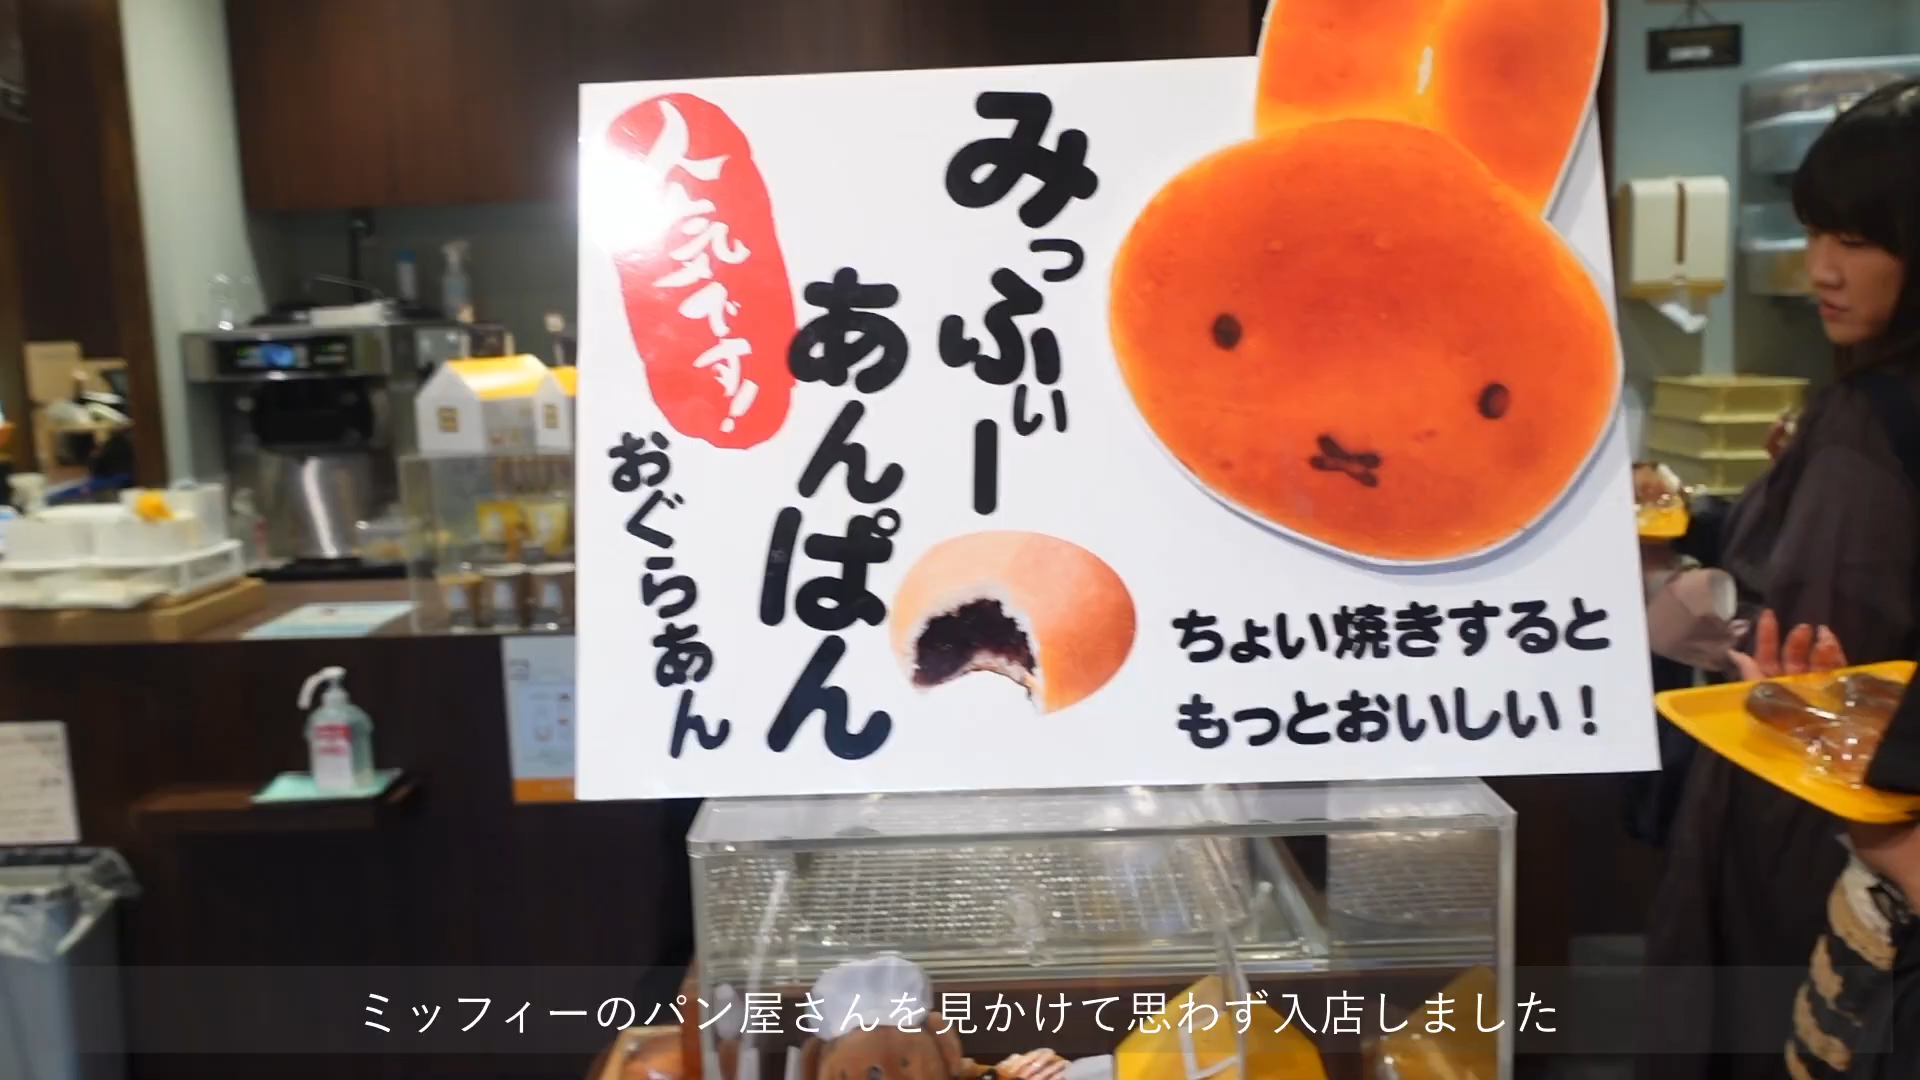 みっふぃー
あんぱん
人気です!
おぐらあん
ちょい焼きすると
もっとおいしい!
ミッフィーのパン屋さんを見かけて思わず入店しました